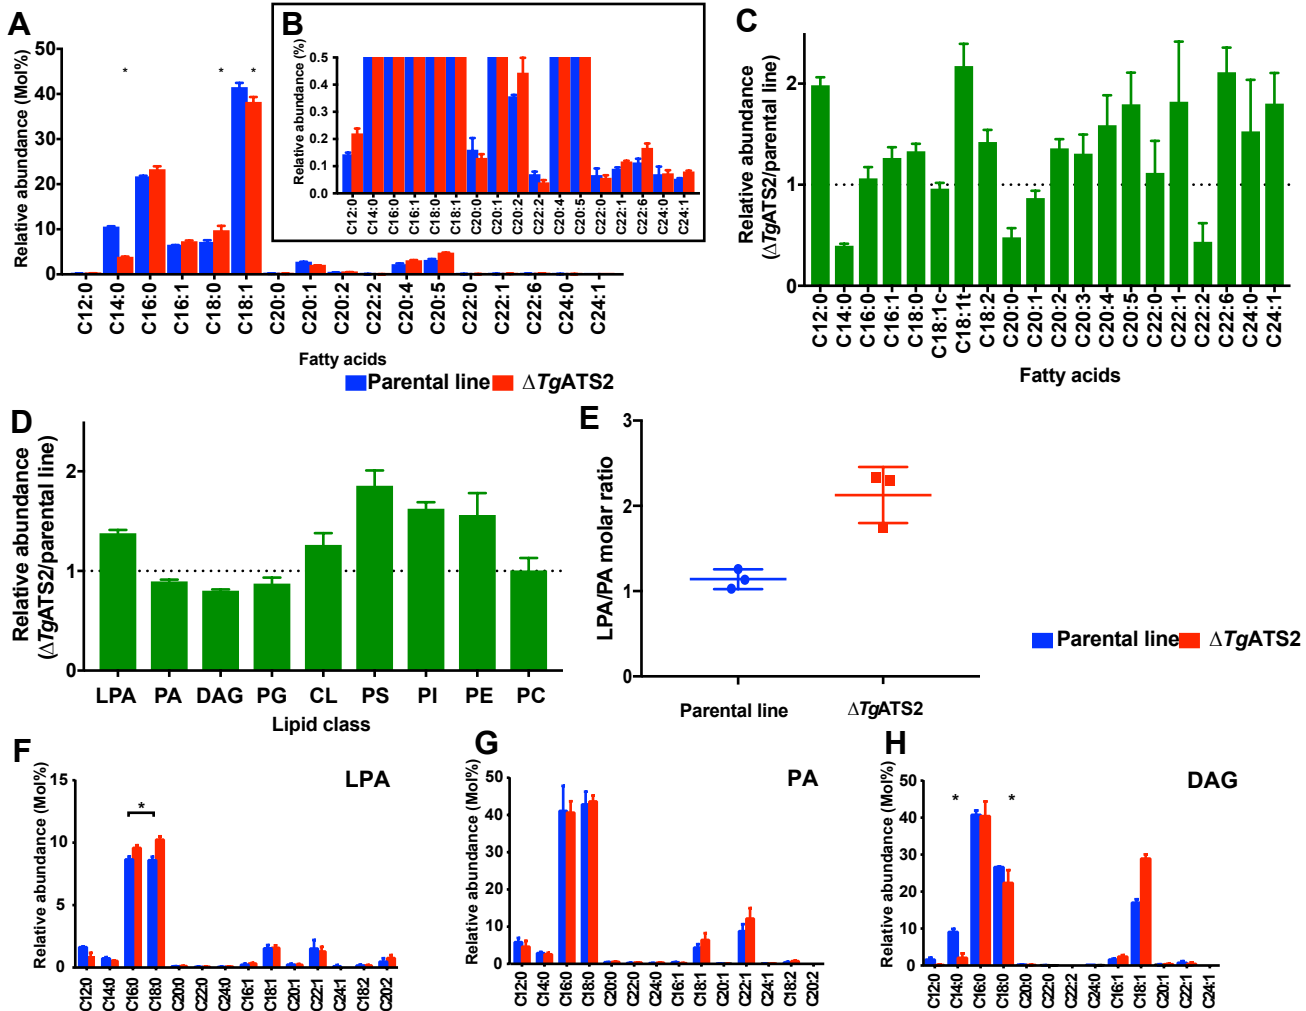 A
Relative abundance (Mol%)
50
40
30
20
10
0
*
*
*
C12:0
C14:0
C16:0
C16:1
C18:0
C18:1
C20:0
C20:1
C20:2
C22:2
C20:4
C20:5
C22:0
C22:1
C22:6
C24:0
C24:1
Fatty acids
Parental line
ΔTgATS2
B
Relative abundance (%)
0.5
0.4
0.3
0.2
0.1
0.0
C12:0
C14:0
C16:0
C16:1
C18:0
C18:1
C20:0
C20:1
C20:2
C22:2
C20:4
C20:5
C22:0
C22:1
C22:6
C24:0
C24:1
C
Relative abundance
(ΔTgATS2/parental line)
2
1
0
C12:0
C14:0
C16:0
C16:1
C18:0
C18:1c
C18:1t
C18:2
C20:0
C20:1
C20:2
C20:3
C20:4
C20:5
C22:0
C22:1
C22:2
C22:6
C24:0
C24:1
Fatty acids
D
Relative abundance
(ΔTgATS2/parental line)
2
1
0
LPA
PA
DAG
PG
CL
PS
PI
PE
PC
Lipid class
E
LPA/PA molar ratio
3
2
1
0
Parental line
ΔTgATS2
Parental line
ΔTgATS2
F
LPA
Relative abundance (Mol%)
15
10
5
0
*
C12:0
C14:0
C16:0
C18:0
C20:0
C22:0
C24:0
C16:1
C18:1
C20:1
C22:1
C24:1
C18:2
C20:2
G
PA
Relative abundance (Mol%)
50
40
30
20
10
0
C12:0
C14:0
C16:0
C18:0
C20:0
C22:0
C24:0
C16:1
C18:1
C20:1
C22:1
C24:1
C18:2
C20:2
H
DAG
Relative abundance (Mol%)
50
40
30
20
10
0
*
*
C12:0
C14:0
C16:0
C18:0
C20:0
C22:0
C22:2
C24:0
C16:1
C18:1
C20:1
C22:1
C24:1